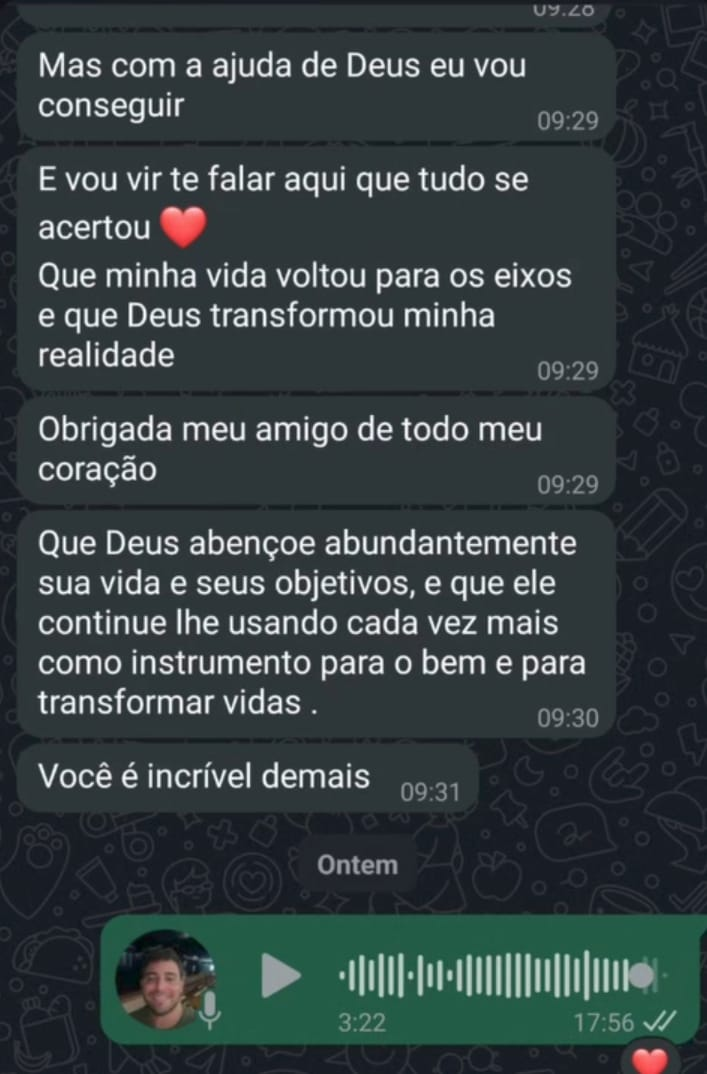 09:28
Mas com a ajuda de Deus eu vou
conseguir
09:29
E vou vir te falar aqui que tudo se
acertou ❤️
Que minha vida voltou para os eixos
e que Deus transformou minha
realidade
09:29
Obrigada meu amigo de todo meu
coração
09:29
Que Deus abençoe abundantemente
sua vida e seus objetivos, e que ele
continue lhe usando cada vez mais
como instrumento para o bem e para
transformar vidas .
09:30
Você é incrível demais 09:31
Ontem
3:22 17:56